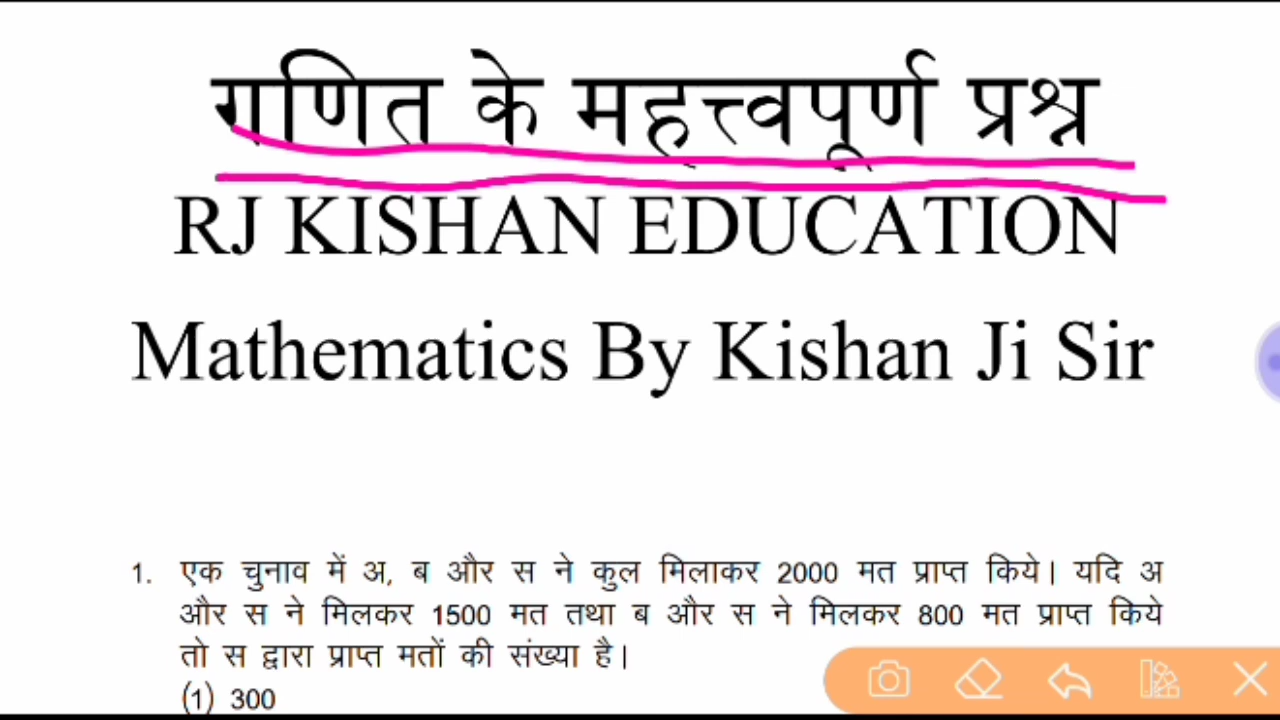 गणित के महत्त्वपूर्ण प्रश्न
RJ KISHAN EDUCATION
Mathematics By Kishan Ji Sir
1. एक चुनाव में अ, ब और स ने कुल मिलाकर 2000 मत प्राप्त किये। यदि अ
और स ने मिलकर 1500 मत तथा ब और स ने मिलकर 800 मत प्राप्त किये
तो स द्वारा प्राप्त मतों की संख्या है।
(1) 300